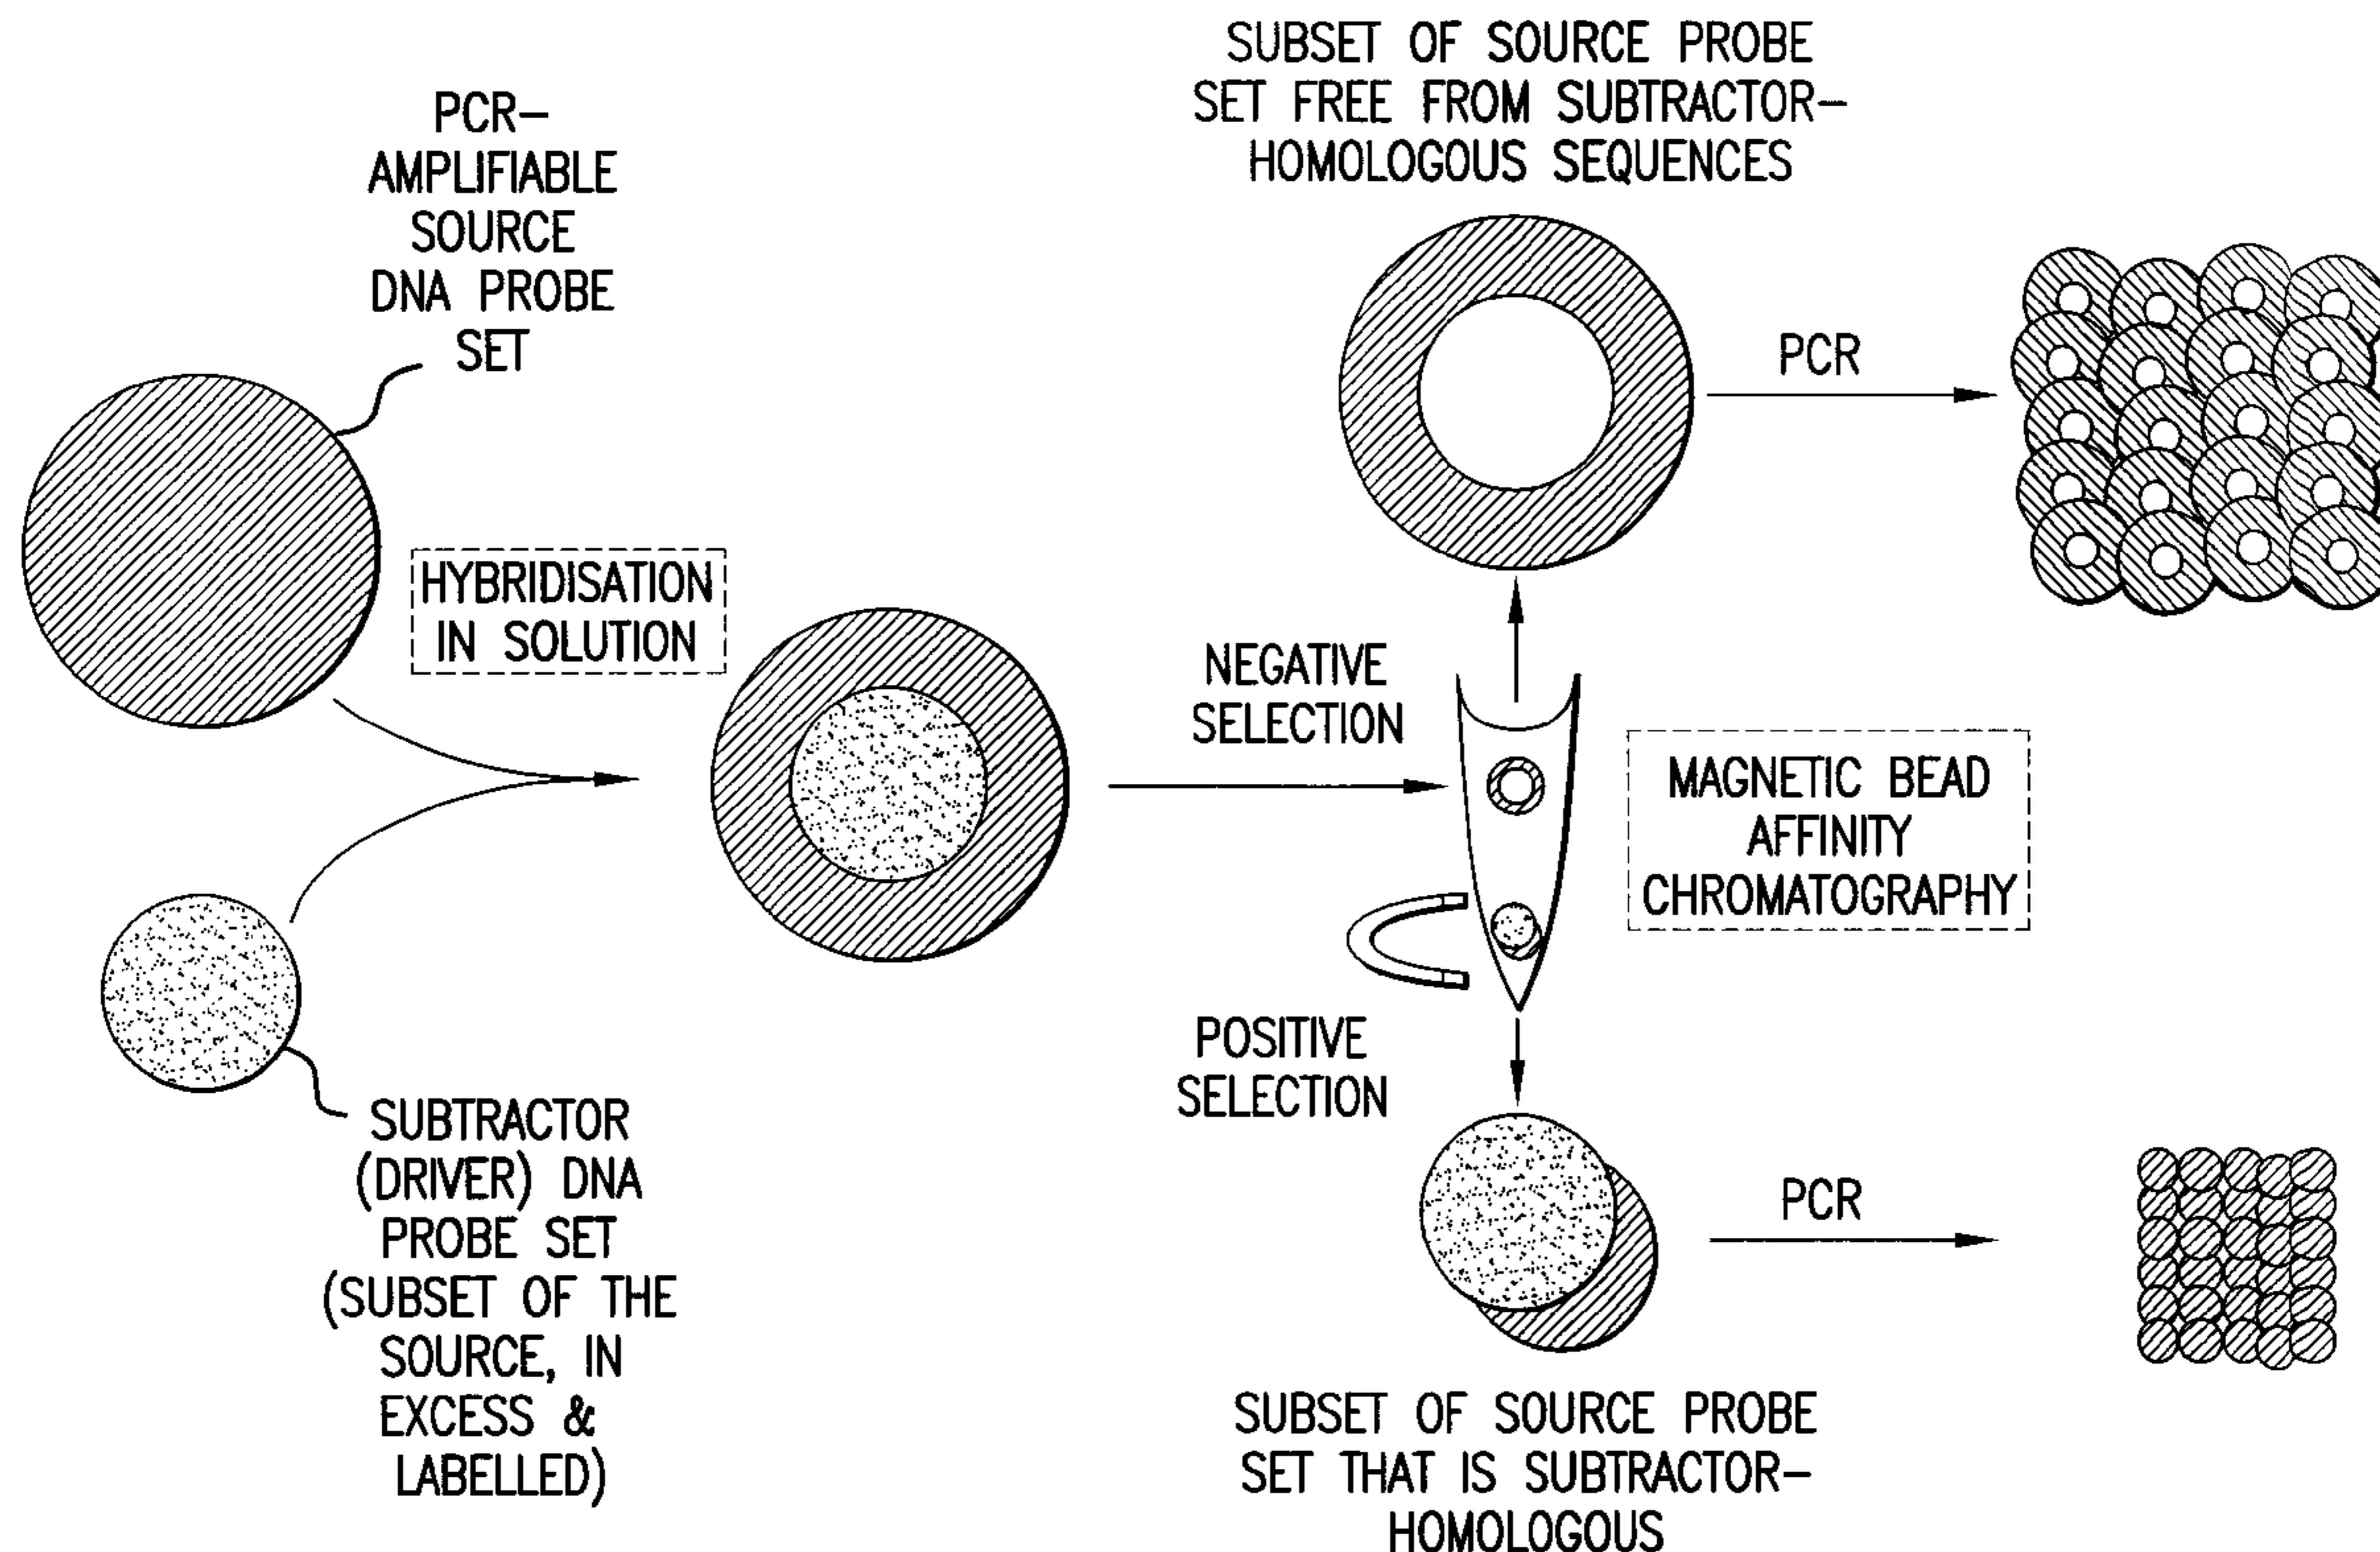 PCR-
AMPLIFIABLE
SOURCE
DNA PROBE
SET
HYBRIDISATION
IN SOLUTION
SUBTRACTOR
(DRIVER) DNA
PROBE SET
(SUBSET OF THE
SOURCE, IN
EXCESS &
LABELLED)
SUBSET OF SOURCE PROBE
SET FREE FROM SUBTRACTOR-
HOMOLOGOUS SEQUENCES
PCR
NEGATIVE
SELECTION
MAGNETIC BEAD
AFFINITY
CHROMATOGRAPHY
POSITIVE
SELECTION
PCR
SUBSET OF SOURCE PROBE
SET THAT IS SUBTRACTOR-
HOMOLOGOUS